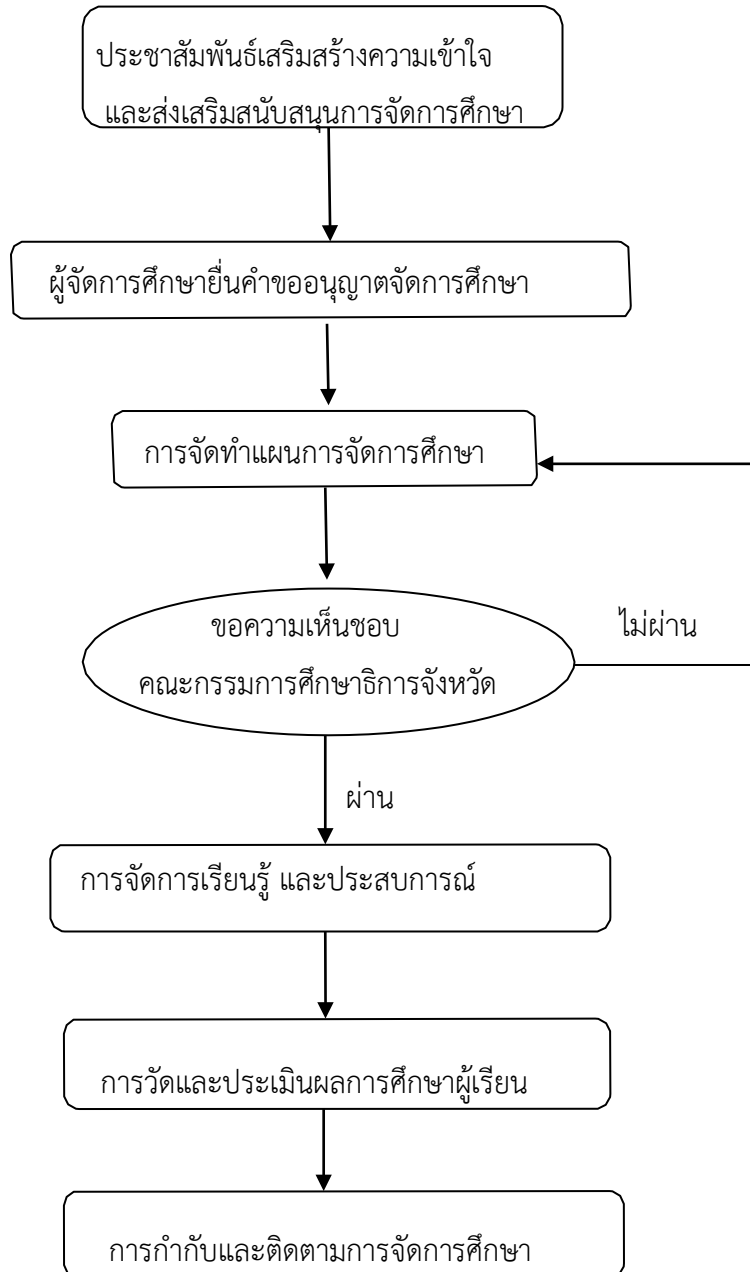 ประชาสัมพันธ์เสริมสร้างความเข้าใจ
และส่งเสริมสนับสนุนการจัดการศึกษา
ผู้จัดการศึกษายื่นคำขออนุญาตจัดการศึกษา
การจัดทำแผนการจัดการศึกษา
ขอความเห็นชอบ
คณะกรรมการศึกษาธิการจังหวัด
ไม่ผ่าน
ผ่าน
การจัดการเรียนรู้ และประสบการณ์
การวัดและประเมินผลการศึกษาผู้เรียน
การกำกับและติดตามการจัดการศึกษา